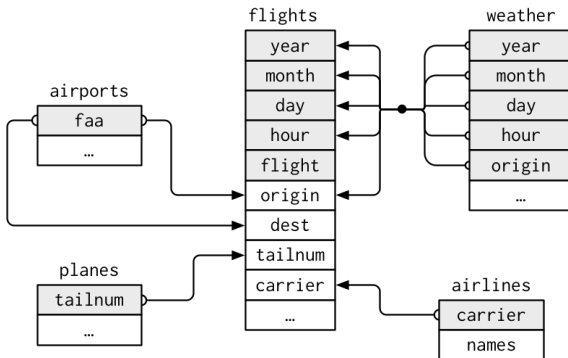 flights
year
month
day
hour
flight
origin
dest
tailnum
carrier
…
weather
year
month
day
hour
origin
…
airports
faa
…
planes
tailnum
…
airlines
carrier
names